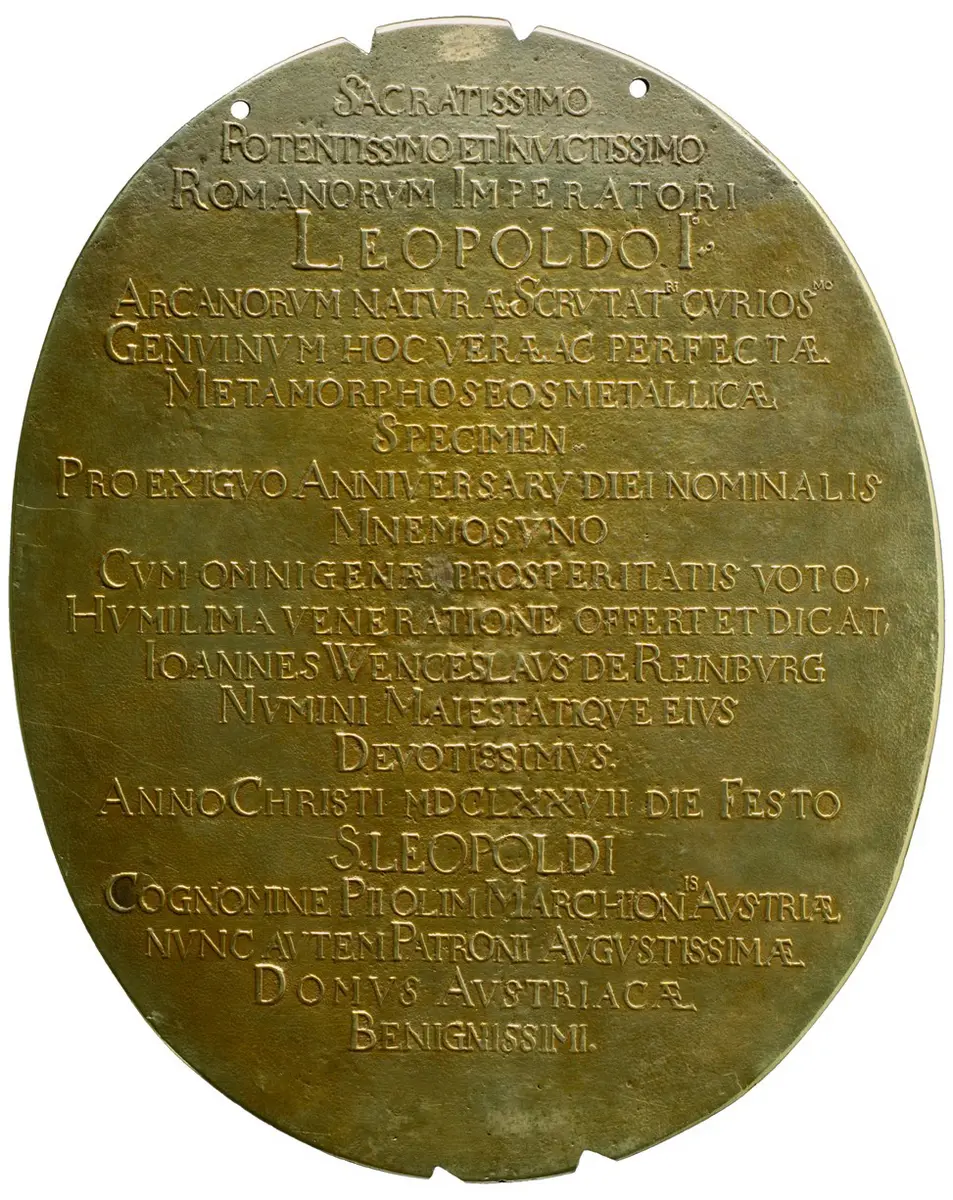 SACRATISSIMO
POTENTISSIMO ET INVICTISSIMO
ROMANORVM IMPERATORI
LEOPOLDO I.º
ARCANORVM NATVRÆ SCRVTATᴿᴵ CVRIOSᴹᴼ
GENVINVM HOC VERÆ AC PERFECTÆ
METAMORPHOSEOS METALLICÆ
SPECIMEN.
PRO EXIGVO ANNIVERSARV DIEI NOMINALIS
MNEMOSVNO
CVM OMNIGENÆ PROSPERITATIS VOTO,
HVMILIMA VENERATIONE OFFERT ET DICAT,
IOANNES WENCESLAVS DE REINBVRG
NVMINI MAIESTATIQVE EIVS
DEVOTISSIMVS.
ANNO CHRISTI MDCLXXVII DIE FESTO
S. LEOPOLDI
COGNOMINE PII OLIM MARCHIONᴵˢ AVSTRIÆ,
NVNC AVTEM PATRONI AVGVSTISSIMÆ
DOMVS AVSTRIACÆ
BENIGNISSIMI.